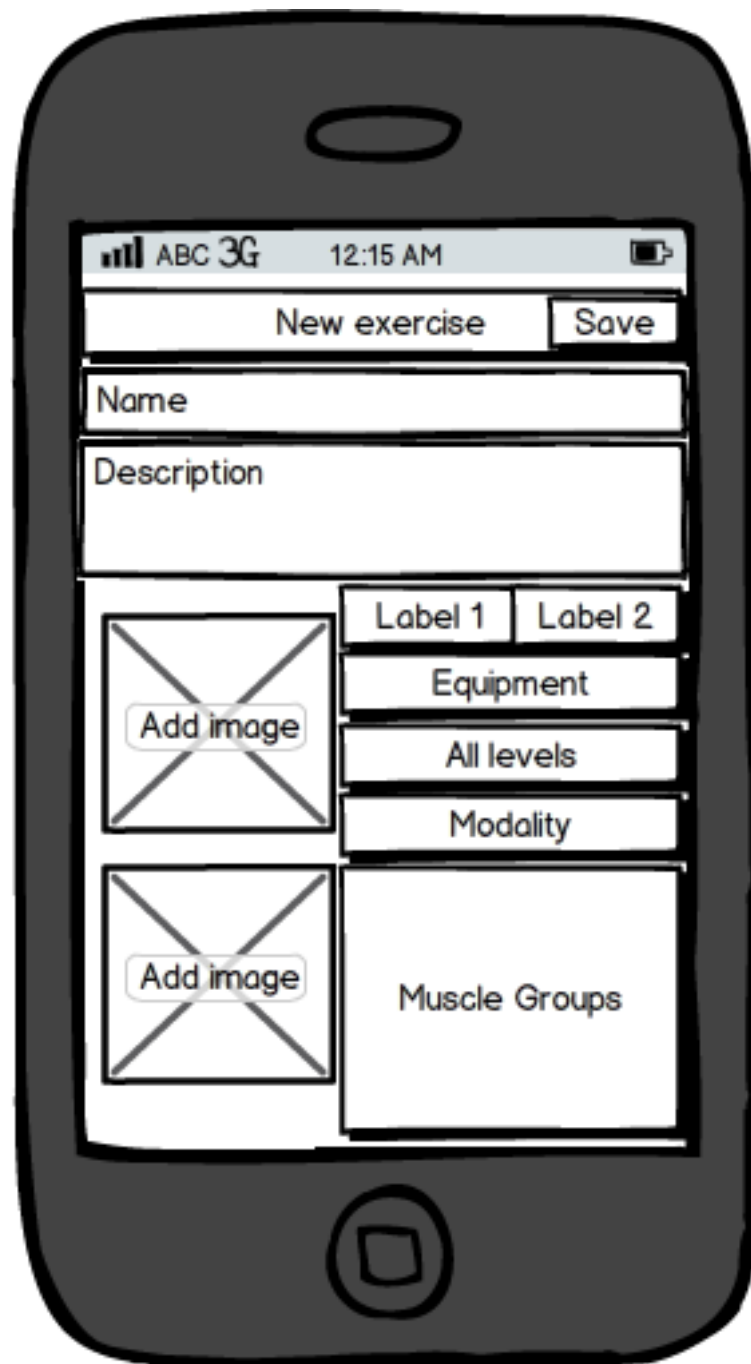 ABC 3G 12:15 AM
New exercise Save
Name
Description
Label 1 Label 2
Equipment
Add image
All levels
Modality
Add image
Muscle Groups